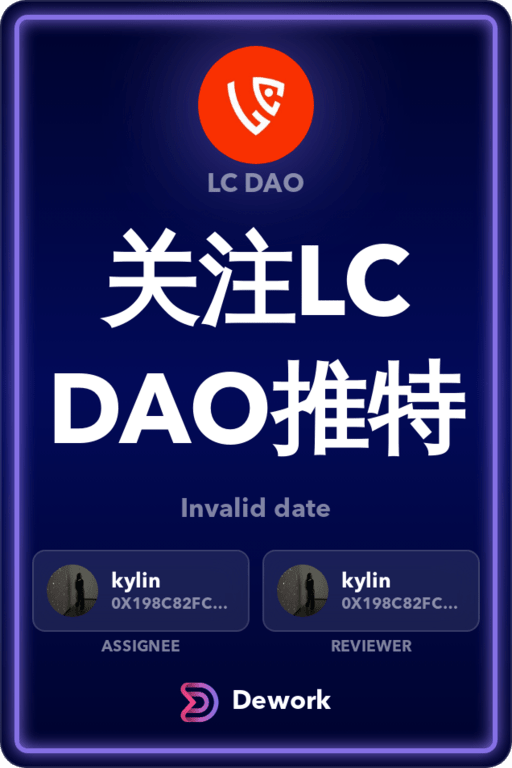 LC DAO
关注LC
DAO推特
Invalid date
kylin
0X198C82FC...
kylin
0X198C82FC...
ASSIGNEE
REVIEWER
Dework